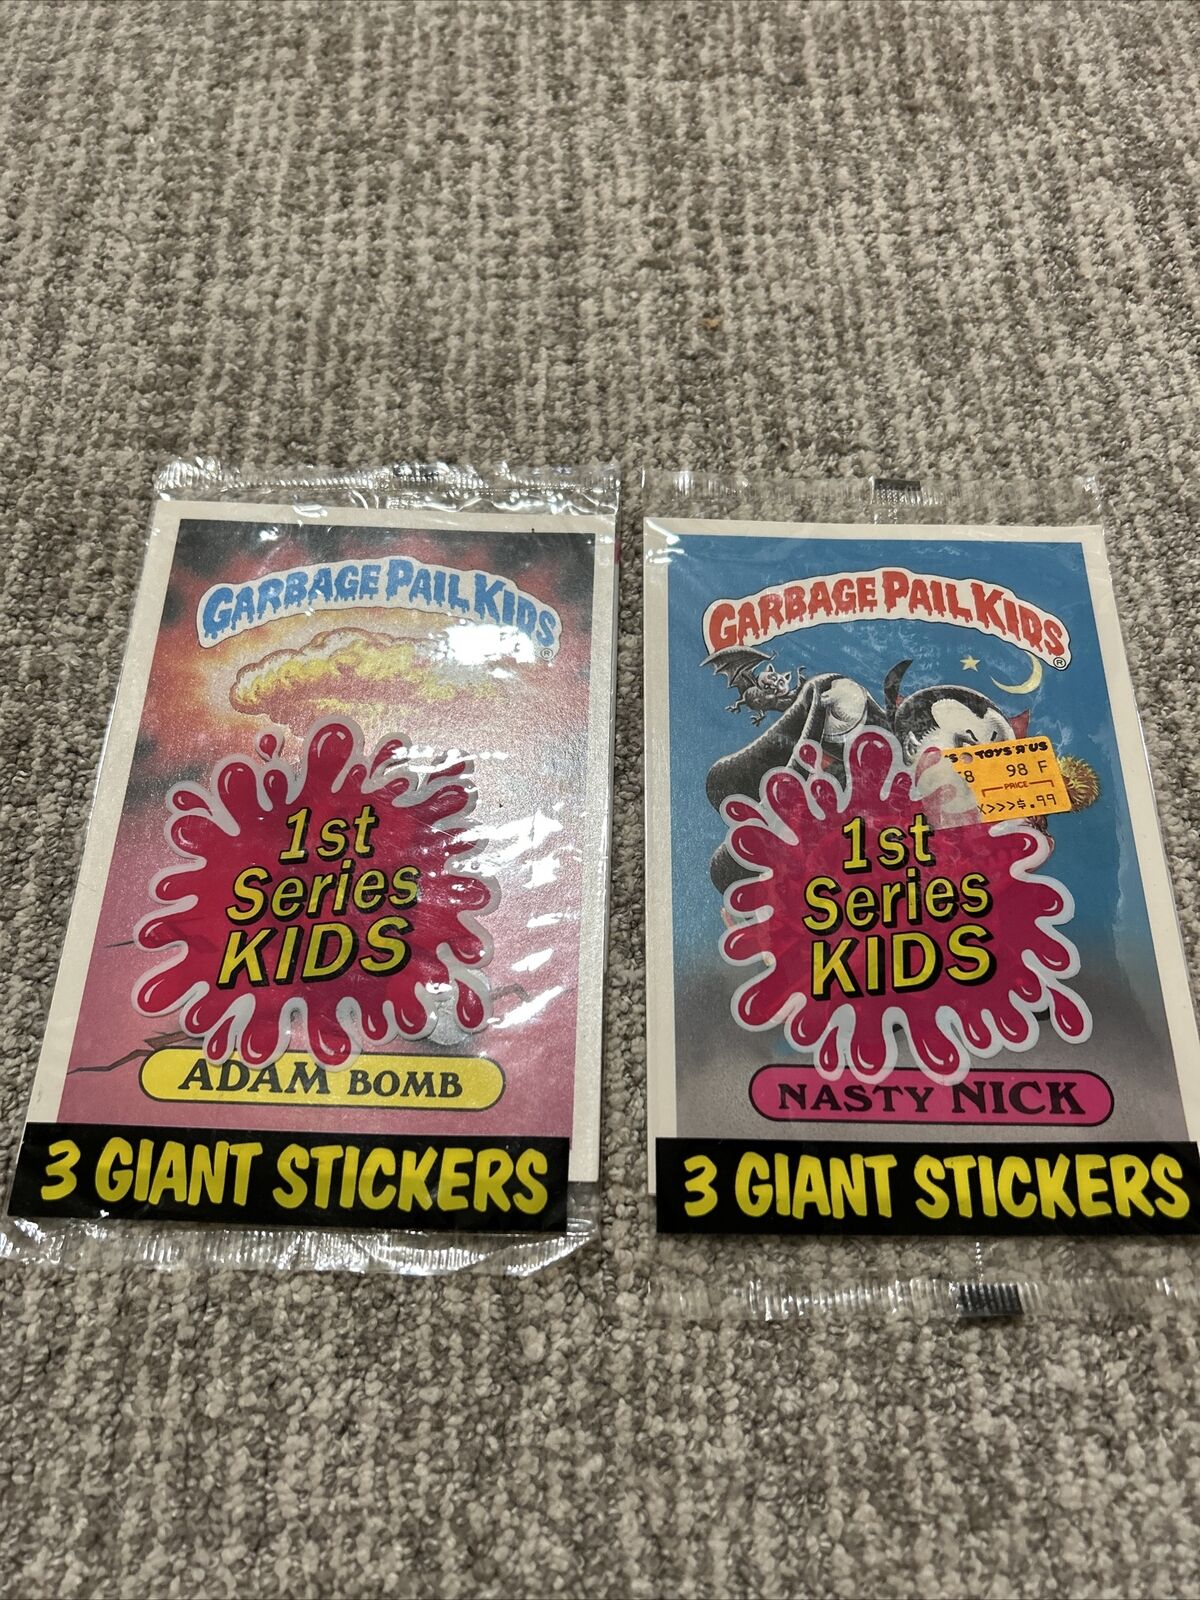 GARBAGE PAIL KIDS
®
1st
Series
KIDS
ADAM BOMB
3 GIANT STICKERS
GARBAGE PAIL KIDS
®
TOYS "R" US
98 F
PRICE
>>>$.99
1st
Series
KIDS
NASTY NICK
3 GIANT STICKERS